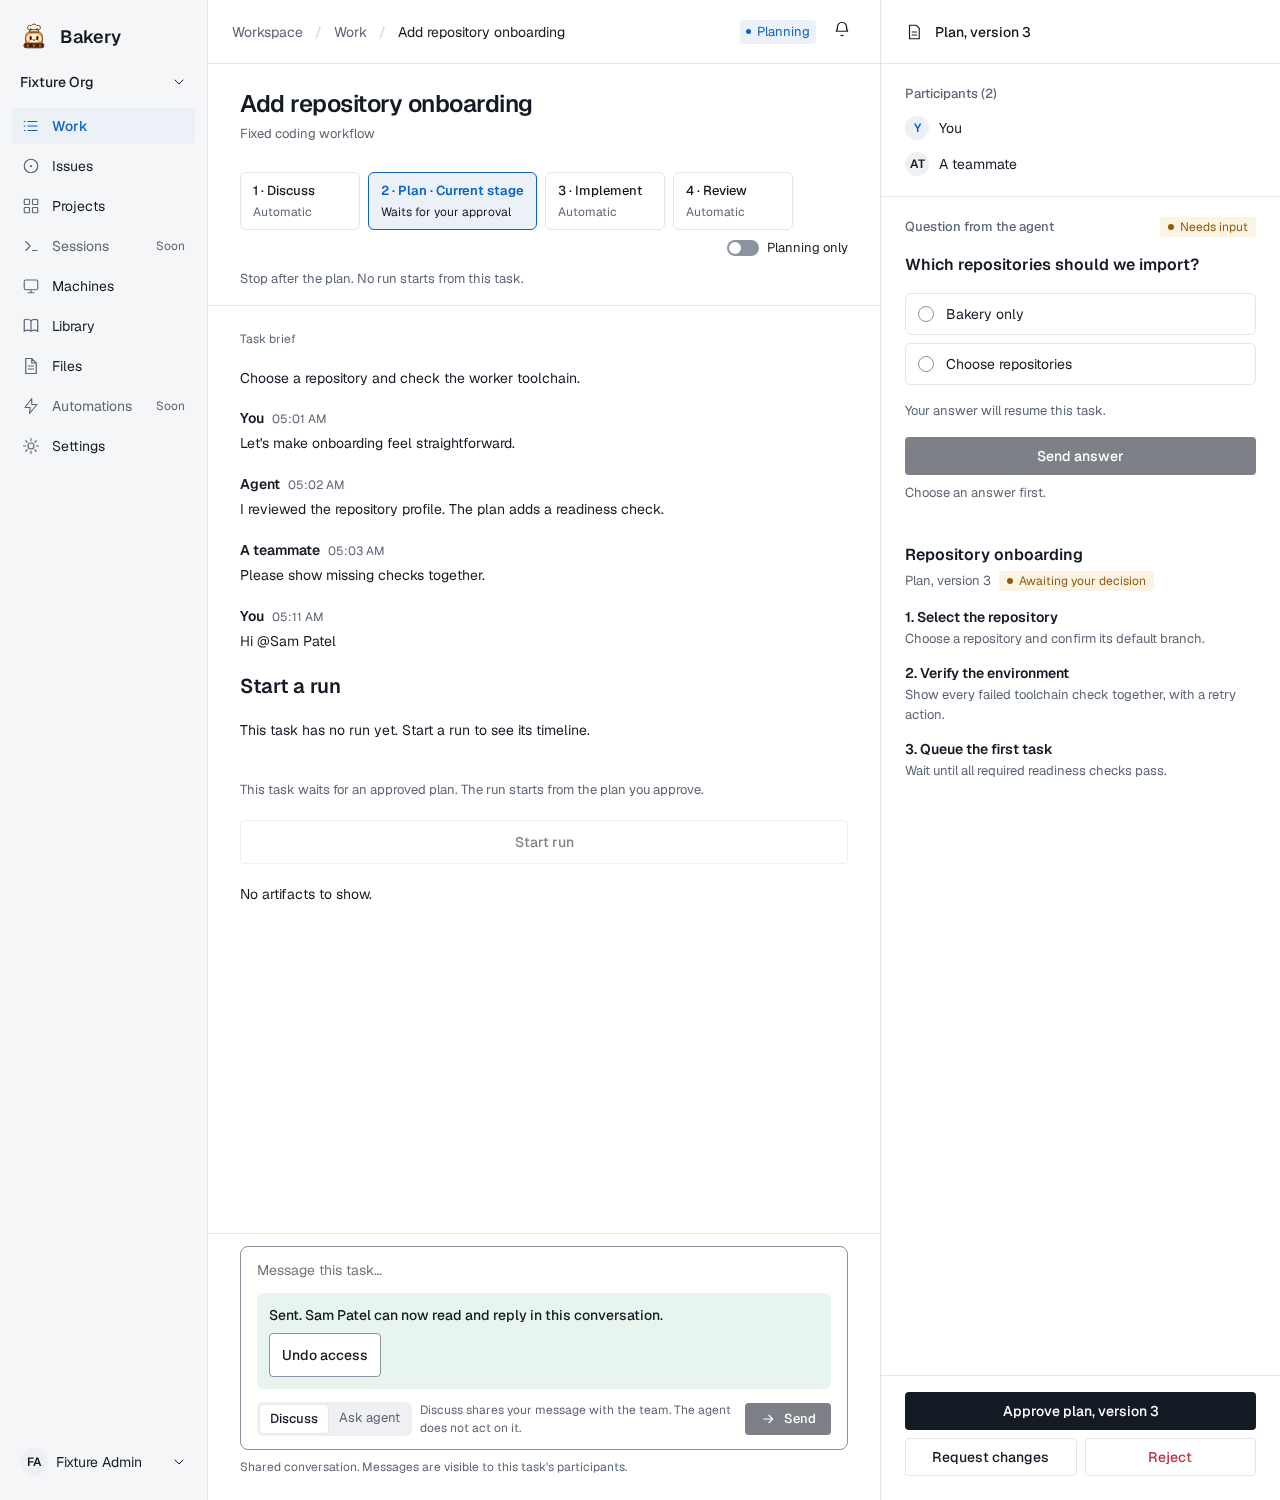 Bakery
Fixture Org
Work
Issues
Projects
Sessions Soon
Machines
Library
Files
Automations Soon
Settings
FA Fixture Admin
Workspace / Work / Add repository onboarding
Planning
Add repository onboarding
Fixed coding workflow
1 · Discuss
Automatic
2 · Plan · Current stage
Waits for your approval
3 · Implement
Automatic
4 · Review
Automatic
Planning only
Stop after the plan. No run starts from this task.
Task brief
Choose a repository and check the worker toolchain.
You 05:01 AM
Let's make onboarding feel straightforward.
Agent 05:02 AM
I reviewed the repository profile. The plan adds a readiness check.
A teammate 05:03 AM
Please show missing checks together.
You 05:11 AM
Hi @Sam Patel
Start a run
This task has no run yet. Start a run to see its timeline.
This task waits for an approved plan. The run starts from the plan you approve.
Start run
No artifacts to show.
Message this task...
Sent. Sam Patel can now read and reply in this conversation.
Undo access
Discuss
Ask agent
Discuss shares your message with the team. The agent
does not act on it.
Send
Shared conversation. Messages are visible to this task's participants.
Plan, version 3
Participants (2)
Y You
AT A teammate
Question from the agent
Needs input
Which repositories should we import?
Bakery only
Choose repositories
Your answer will resume this task.
Send answer
Choose an answer first.
Repository onboarding
Plan, version 3
Awaiting your decision
1. Select the repository
Choose a repository and confirm its default branch.
2. Verify the environment
Show every failed toolchain check together, with a retry
action.
3. Queue the first task
Wait until all required readiness checks pass.
Approve plan, version 3
Request changes
Reject